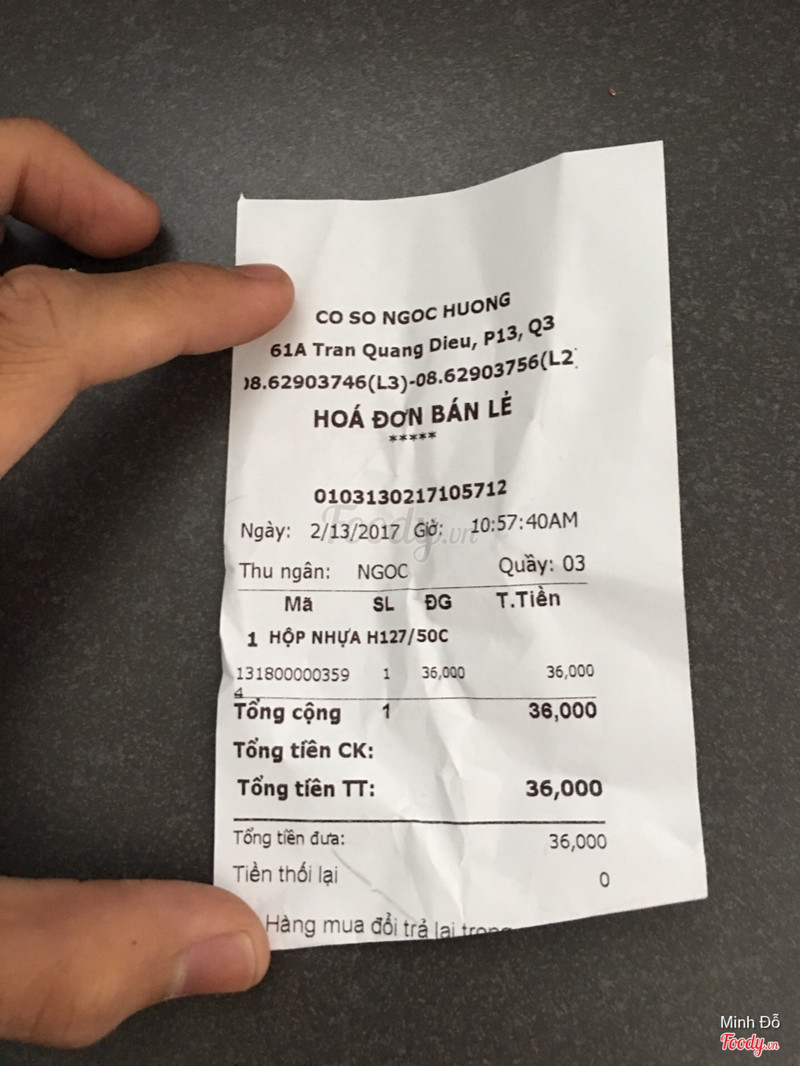 CO SO NGOC HUONG
61A Tran Quang Dieu, P13, Q3
08.62903746(L3)-08.62903756(L2)
HOÁ ĐƠN BÁN LẺ
*****
0103130217105712
Ngày: 2/13/2017 Giờ: 10:57:40AM
Thu ngân: NGOC Quầy: 03
Mã SL ĐG T.Tiền
1 HỘP NHỰA H127/50C
131800000359 1 36,000 36,000
4
Tổng cộng 1 36,000
Tổng tiền CK:
Tổng tiền TT: 36,000
Tổng tiền đưa: 36,000
Tiền thối lại 0
Hàng mua đổi trả lại trong
Foody.vn
Minh Đỗ
Foody.vn